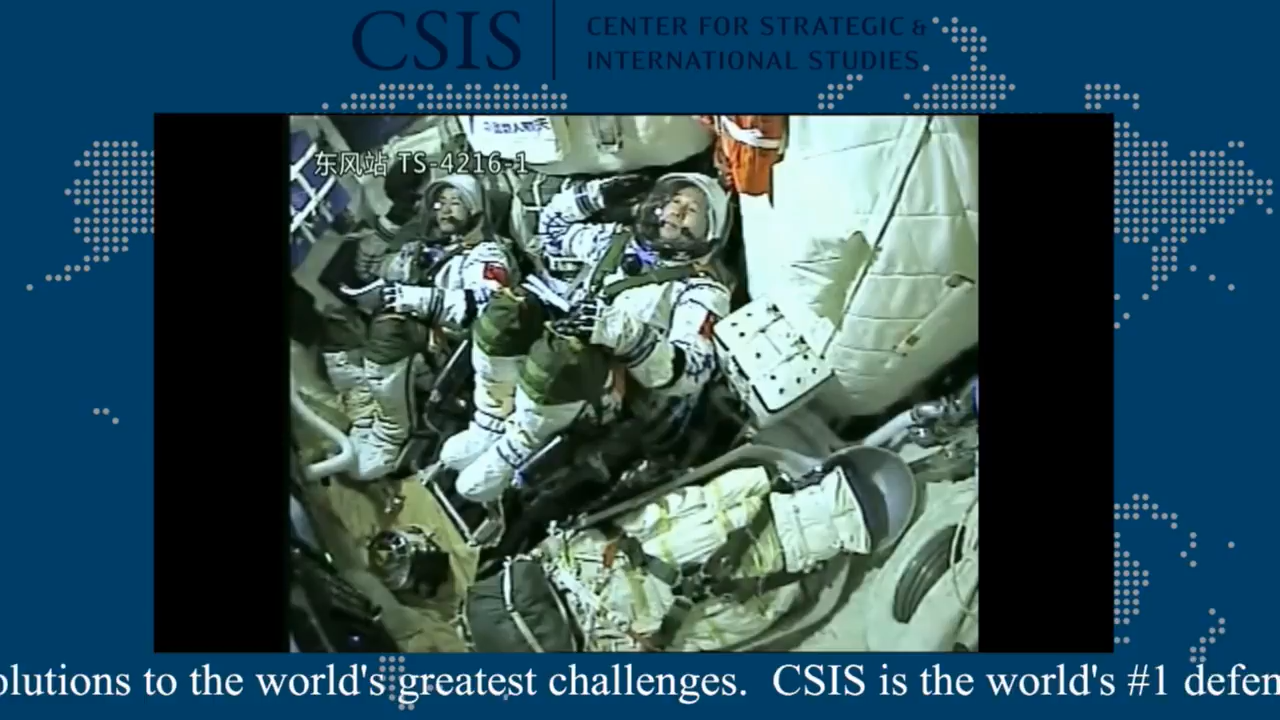 CSIS
CENTER FOR STRATEGIC &
INTERNATIONAL STUDIES
东风站 TS-4216-1
olutions to the world's greatest challenges. CSIS is the world's #1 defen